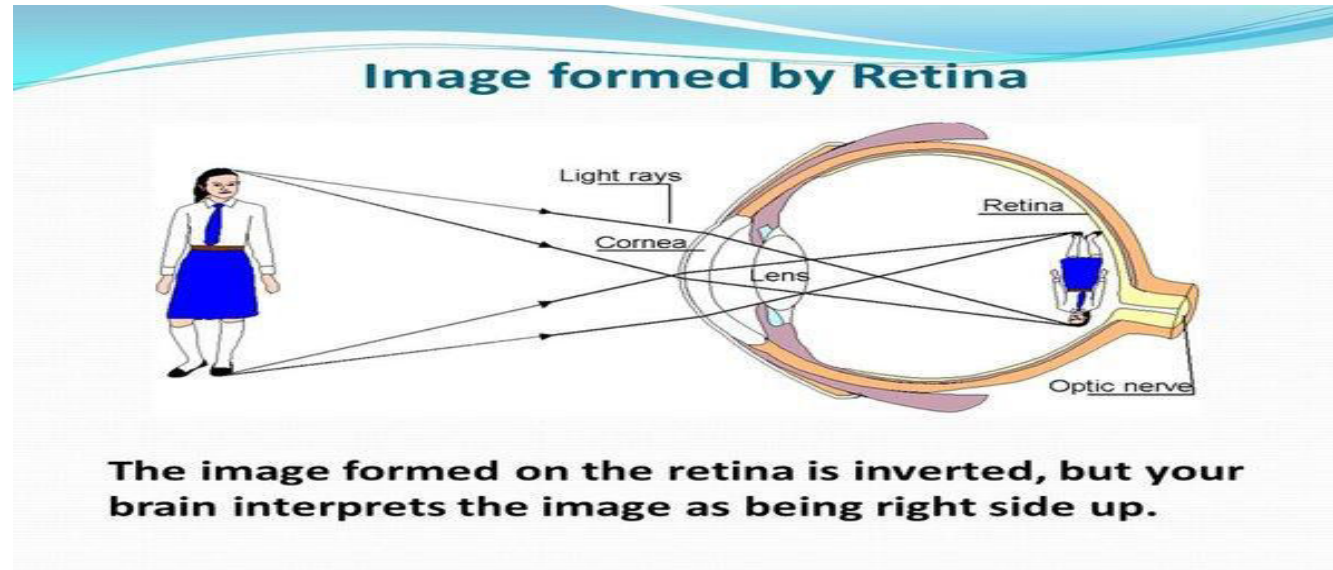 Image formed by Retina
Light rays
Retina
Cornea
Lens
Optic nerve
The image formed on the retina is inverted, but your
brain interprets the image as being right side up.